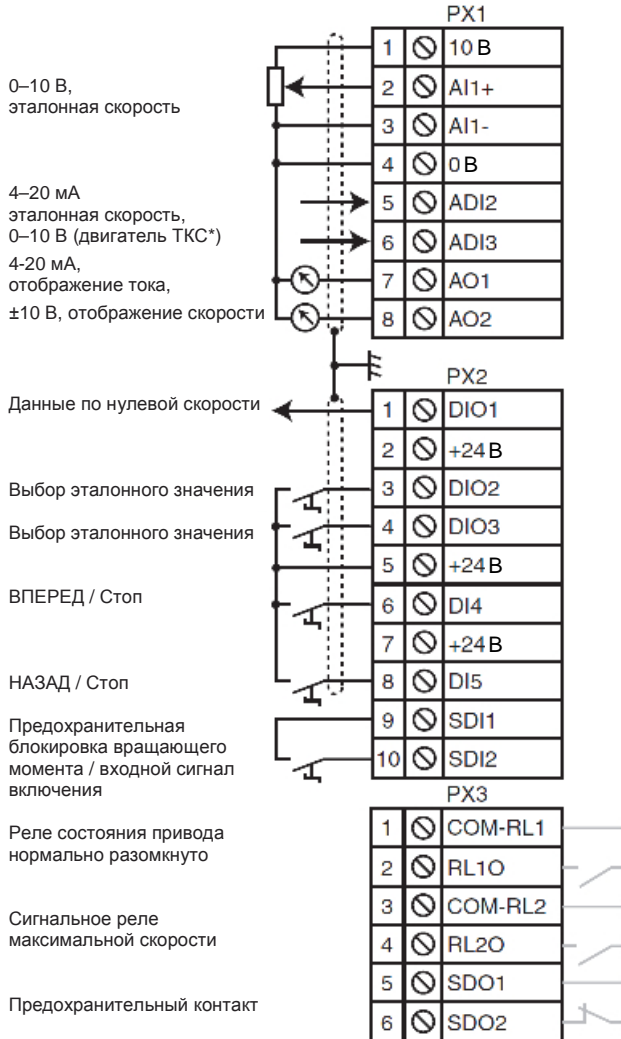 PX1
1 10 В
0–10 В,
эталонная скорость
2 AI1+
3 AI1-
4 0 В
4–20 мА
эталонная скорость,
0–10 В (двигатель ТКС*)
4-20 мА,
отображение тока,
±10 В, отображение скорости
5 ADI2
6 ADI3
7 AO1
8 AO2
PX2
Данные по нулевой скорости
1 DIO1
2 +24 В
Выбор эталонного значения
3 DIO2
Выбор эталонного значения
4 DIO3
5 +24 В
ВПЕРЕД / Стоп
6 DI4
7 +24 В
НАЗАД / Стоп
8 DI5
Предохранительная
блокировка вращающего
момента / входной сигнал
включения
9 SDI1
10 SDI2
PX3
1 COM-RL1
Реле состояния привода
нормально разомкнуто
2 RL1O
3 COM-RL2
Сигнальное реле
максимальной скорости
4 RL2O
5 SDO1
Предохранительный контакт
6 SDO2